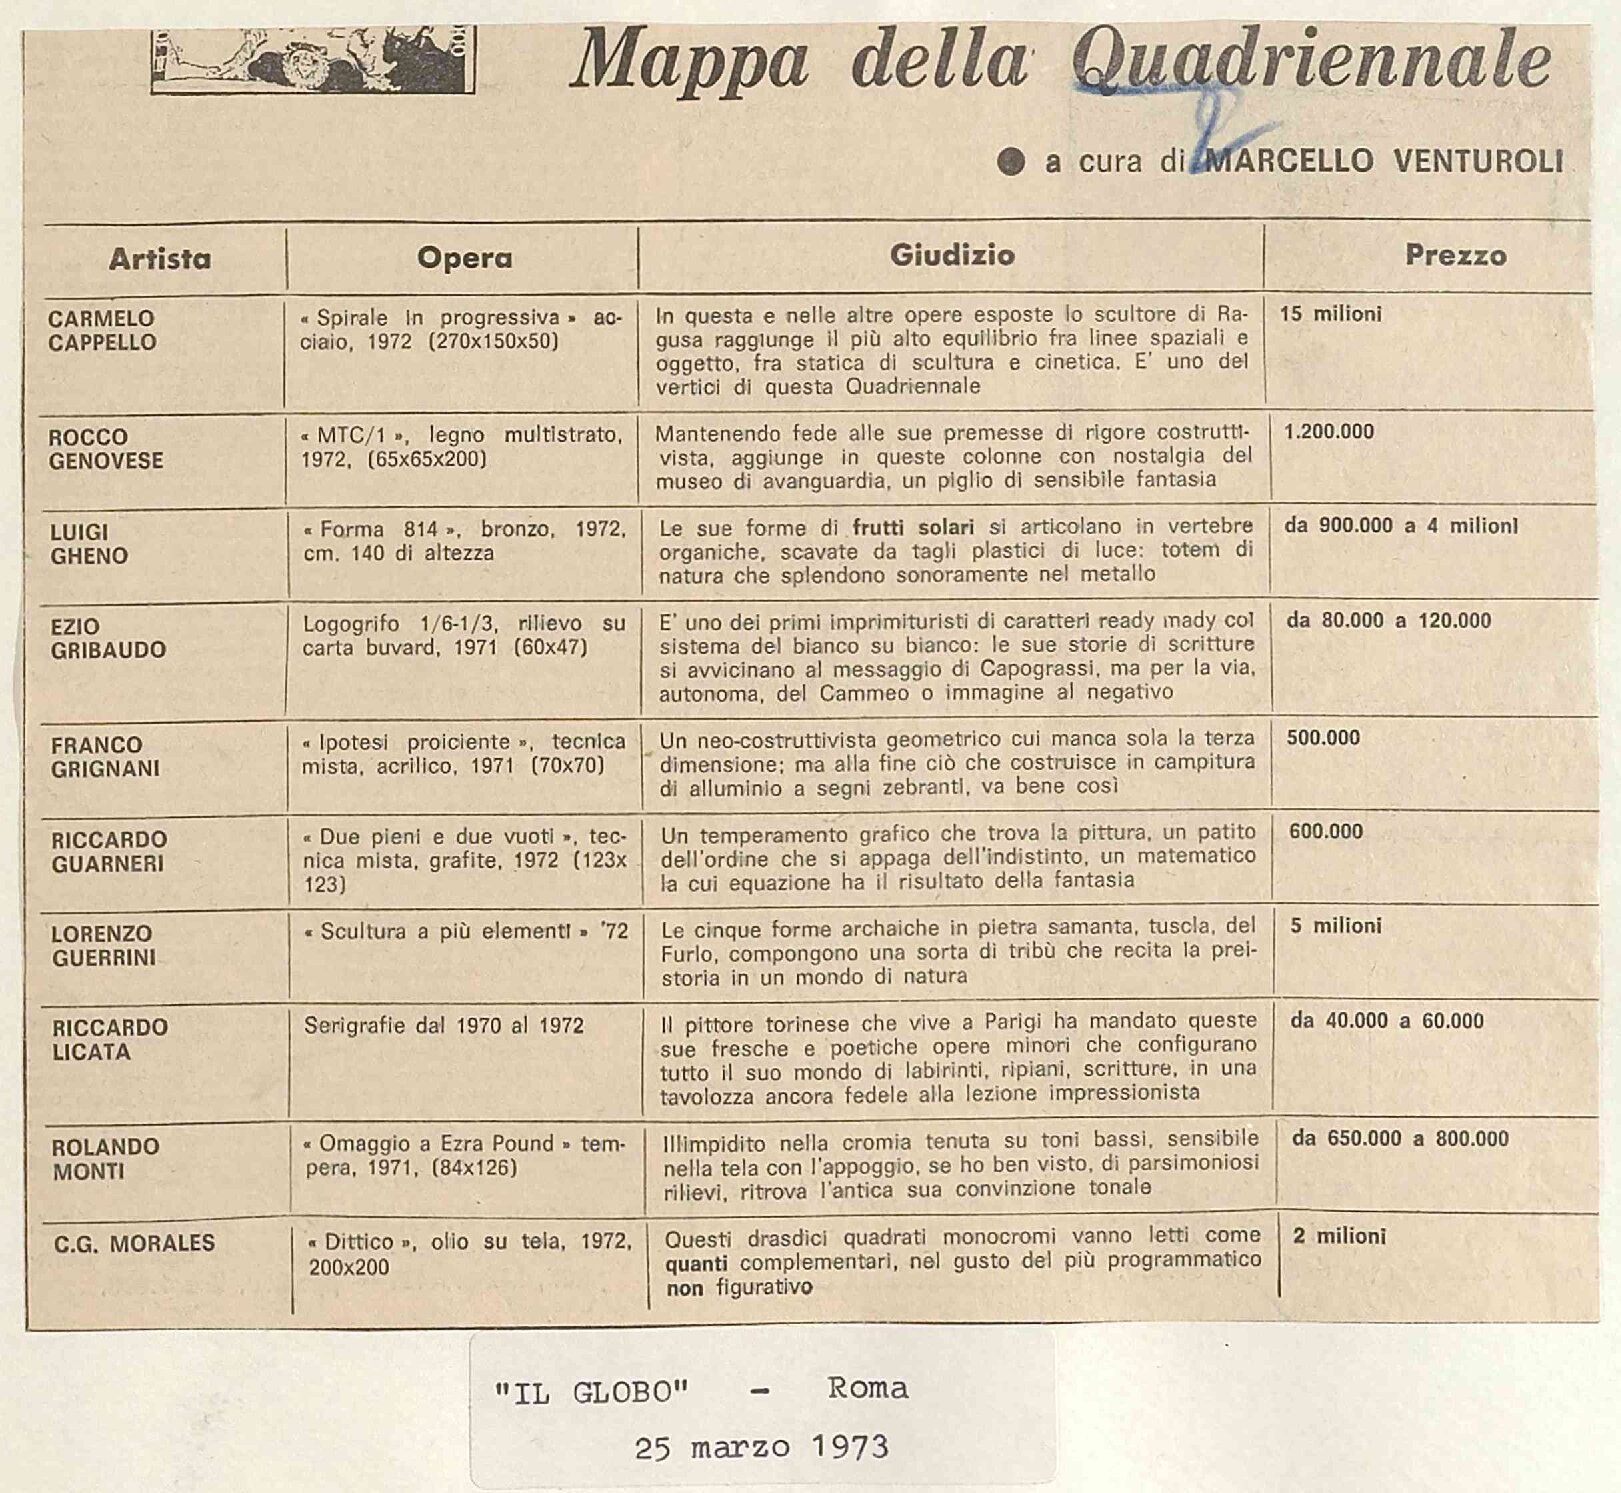 Mappa della Quadriennale
● a cura di MARCELLO VENTUROLI
Artista
Opera
Giudizio
Prezzo
CARMELO
CAPPELLO
« Spirale in progressiva » ac-
ciaio, 1972 (270x150x50)
In questa e nelle altre opere esposte lo scultore di Ra-
gusa raggiunge il più alto equilibrio fra linee spaziali e
oggetto, fra statica di scultura e cinetica. E' uno dei
vertici di questa Quadriennale
15 milioni
ROCCO
GENOVESE
« MTC/1 », legno multistrato,
1972, (65x65x200)
Mantenendo fede alle sue premesse di rigore costrutti-
vista, aggiunge in queste colonne con nostalgia del
museo di avanguardia, un piglio di sensibile fantasia
1.200.000
LUIGI
GHENO
« Forma 814 », bronzo, 1972,
cm. 140 di altezza
Le sue forme di frutti solari si articolano in vertebre
organiche, scavate da tagli plastici di luce: totem di
natura che splendono sonoramente nel metallo
da 900.000 a 4 milioni
EZIO
GRIBAUDO
Logogrifo 1/6-1/3, rilievo su
carta buvard, 1971 (60x47)
E' uno dei primi imprimituristi di caratteri ready mady col
sistema del bianco su bianco: le sue storie di scritture
si avvicinano al messaggio di Capograssi, ma per la via,
autonoma, del Cammeo o immagine al negativo
da 80.000 a 120.000
FRANCO
GRIGNANI
« Ipotesi proiciente », tecnica
mista, acrilico, 1971 (70x70)
Un neo-costruttivista geometrico cui manca sola la terza
dimensione; ma alla fine ciò che costruisce in campitura
di alluminio a segni zebranti, va bene così
500.000
RICCARDO
GUARNERI
« Due pieni e due vuoti », tec-
nica mista, grafite, 1972 (123x
123)
Un temperamento grafico che trova la pittura, un patito
dell'ordine che si appaga dell'indistinto, un matematico
la cui equazione ha il risultato della fantasia
600.000
LORENZO
GUERRINI
« Scultura a più elementi » '72
Le cinque forme archaiche in pietra samanta, tuscla, del
Furlo, compongono una sorta di tribù che recita la prei-
storia in un mondo di natura
5 milioni
RICCARDO
LICATA
Serigrafie dal 1970 al 1972
Il pittore torinese che vive a Parigi ha mandato queste
sue fresche e poetiche opere minori che configurano
tutto il suo mondo di labirinti, ripiani, scritture, in una
tavolozza ancora fedele alla lezione impressionista
da 40.000 a 60.000
ROLANDO
MONTI
« Omaggio a Ezra Pound » tem-
pera, 1971, (84x126)
Illimpidito nella cromia tenuta su toni bassi, sensibile
nella tela con l'appoggio, se ho ben visto, di parsimoniosi
rilievi, ritrova l'antica sua convinzione tonale
da 650.000 a 800.000
C.G. MORALES
« Dittico », olio su tela, 1972,
200x200
Questi drasdici quadrati monocromi vanno letti come
quanti complementari, nel gusto del più programmatico
non figurativo
2 milioni
"IL GLOBO" - Roma
25 marzo 1973